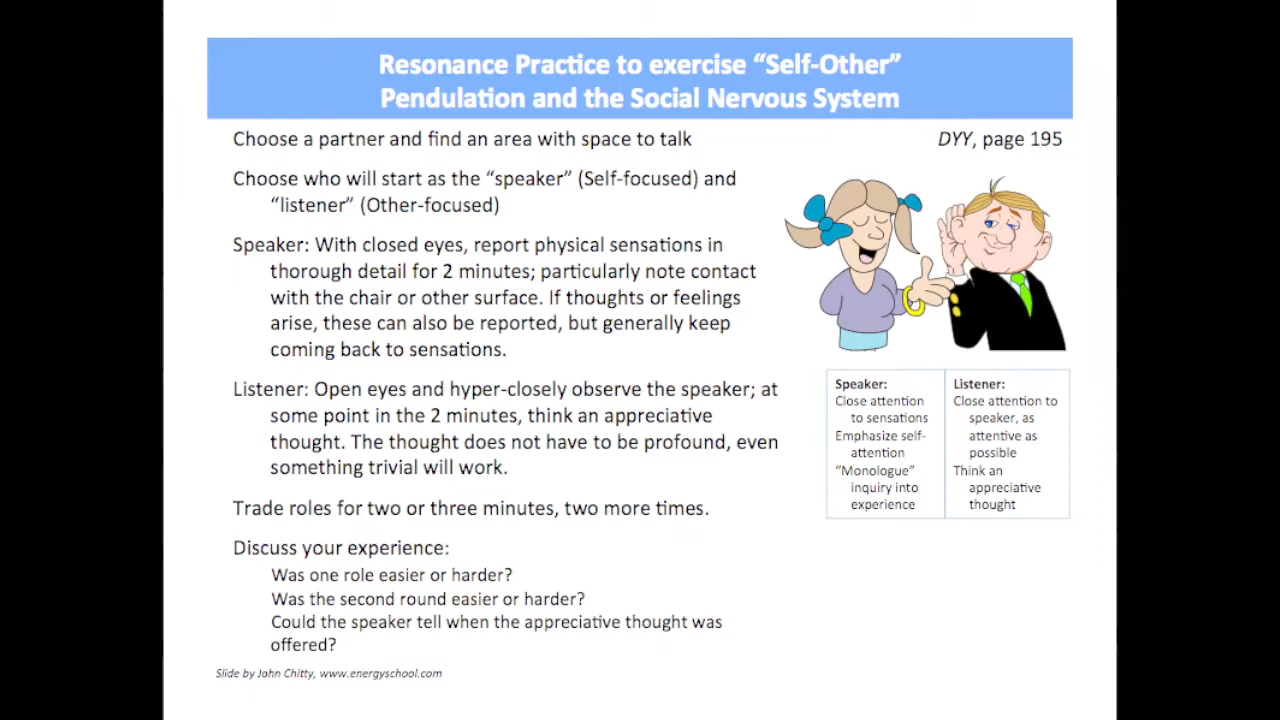 Resonance Practice to exercise “Self-Other”
Pendulation and the Social Nervous System
Choose a partner and find an area with space to talk
DYY, page 195
Choose who will start as the “speaker” (Self-focused) and
“listener” (Other-focused)
Speaker: With closed eyes, report physical sensations in
thorough detail for 2 minutes; particularly note contact
with the chair or other surface. If thoughts or feelings
arise, these can also be reported, but generally keep
coming back to sensations.
Listener: Open eyes and hyper-closely observe the speaker; at
some point in the 2 minutes, think an appreciative
thought. The thought does not have to be profound, even
something trivial will work.
Trade roles for two or three minutes, two more times.
Discuss your experience:
Was one role easier or harder?
Was the second round easier or harder?
Could the speaker tell when the appreciative thought was
offered?
Speaker:
Close attention
to sensations
Emphasize self-
attention
“Monologue”
inquiry into
experience
Listener:
Close attention to
speaker, as
attentive as
possible
Think an
appreciative
thought
Slide by John Chitty, www.energyschool.com